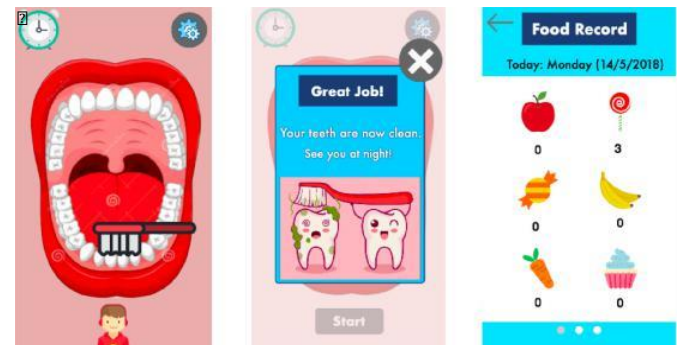 Great Job!
Your teeth are now clean.
See you at night!
Start
Food Record
Today: Monday (14/5/2018)
0
3
0
0
0
0